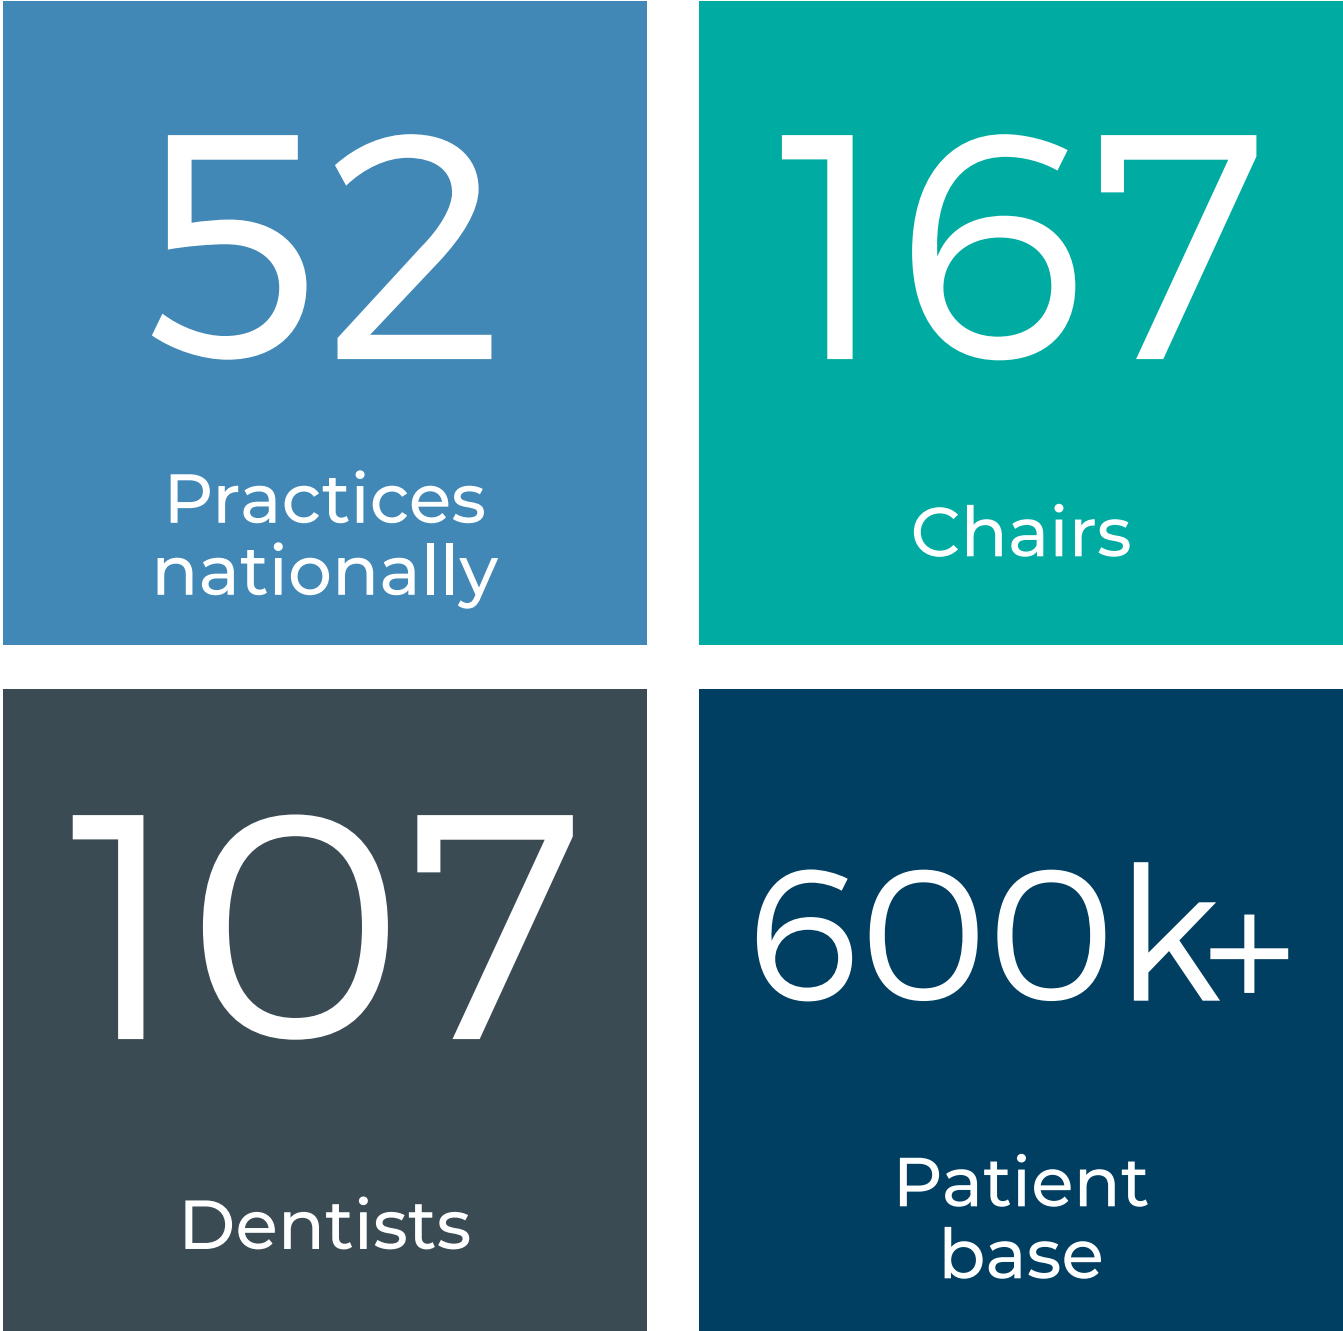 52
Practices
nationally
167
Chairs
107
Dentists
600k+
Patient
base